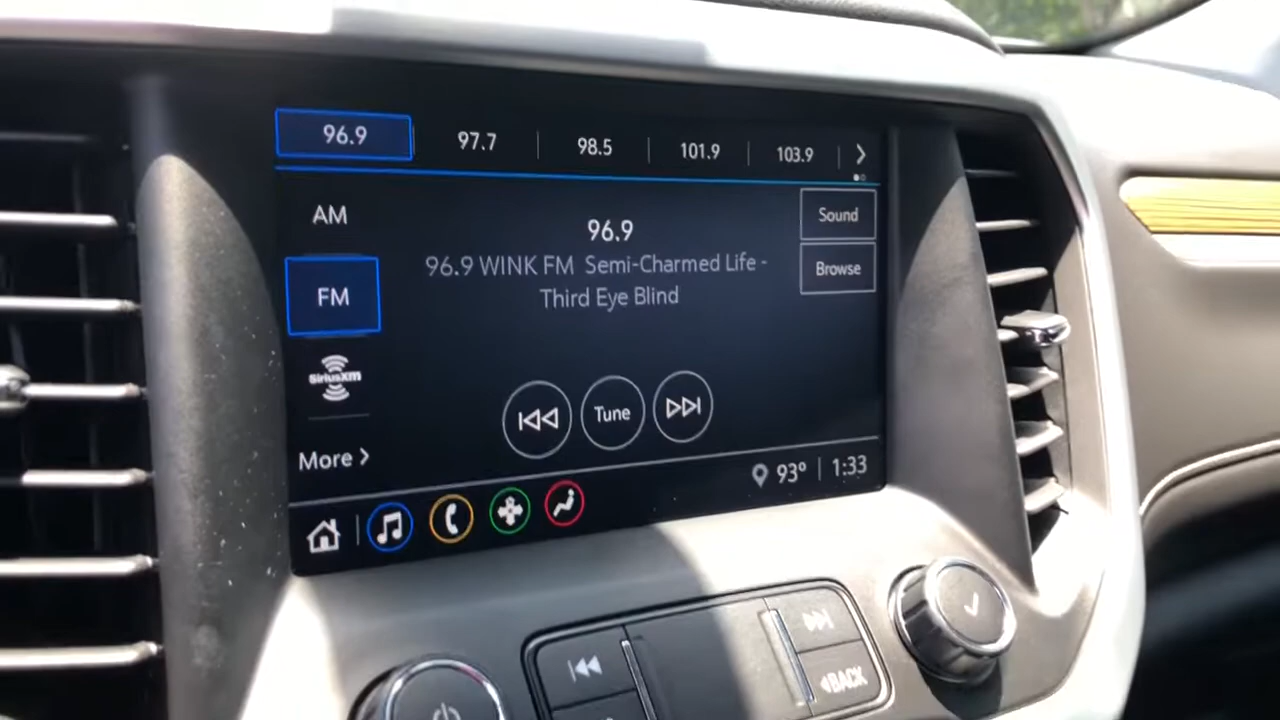 96.9 97.7 98.5 101.9 103.9
AM
96.9
Sound
96.9 WINK FM Semi-Charmed Life -
Third Eye Blind
Browse
FM
SiriusXM
Tune
More
93° 1:33
BACK